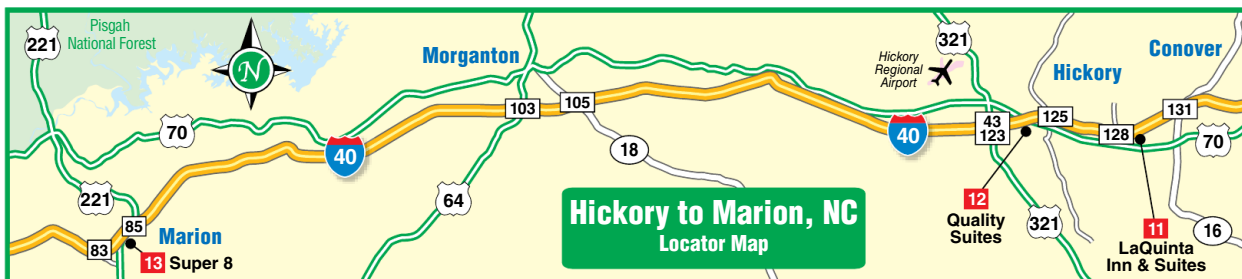 221
Pisgah
National Forest
N
70
40
221
85
83
Marion
13 Super 8
Morganton
103
105
64
18
Hickory to Marion, NC
Locator Map
Hickory
Regional
Airport
321
40
43
123
Hickory
125
128
Conover
131
70
12
Quality
Suites
321
11
LaQuinta
Inn & Suites
16